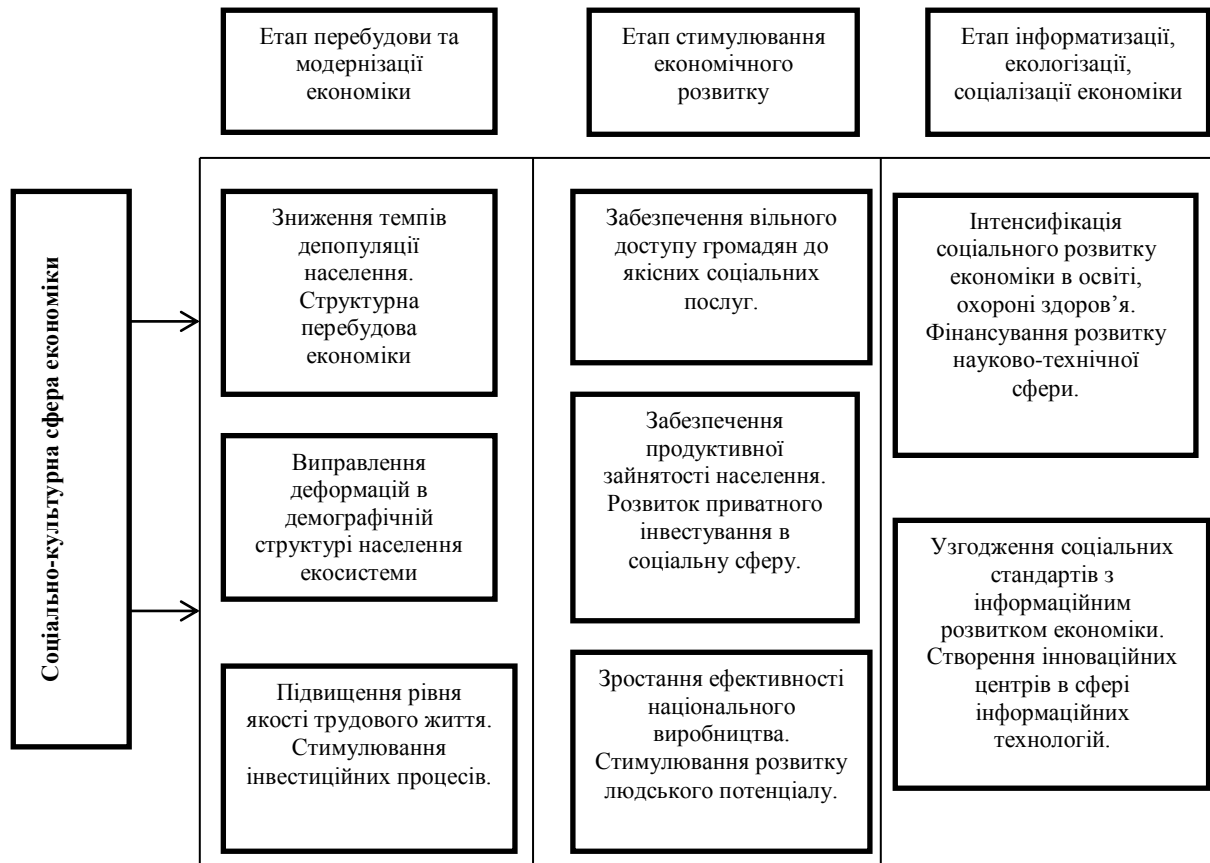 Етап перебудови та
модернізації
економіки
Етап стимулювання
економічного
розвитку
Етап інформатизації,
екологізації,
соціалізації економіки
Соціально-культурна сфера економіки
Зниження темпів
депопуляції
населення.
Структурна
перебудова
економіки
Виправлення
деформацій в
демографічній
структурі населення
екосистеми
Підвищення рівня
якості трудового життя.
Стимулювання
інвестиційних процесів.
Забезпечення вільного
доступу громадян до
якісних соціальних
послуг.
Забезпечення
продуктивної
зайнятості населення.
Розвиток приватного
інвестування в
соціальну сферу.
Зростання ефективності
національного
виробництва.
Стимулювання розвитку
людського потенціалу.
Інтенсифікація
соціального розвитку
економіки в освіті,
охороні здоров’я.
Фінансування розвитку
науково-технічної
сфери.
Узгодження соціальних
стандартів з
інформаційним
розвитком економіки.
Створення інноваційних
центрів в сфері
інформаційних
технологій.